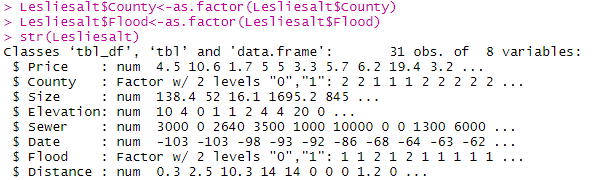 > Lesliesalt$County<-as.factor(Lesliesalt$County)
> Lesliesalt$Flood<-as.factor(Lesliesalt$Flood)
> str(Lesliesalt)
Classes ‘tbl_df’, ‘tbl’ and 'data.frame':	31 obs. of  8 variables:
 $ Price    : num  4.5 10.6 1.7 5 5 3.3 5.7 6.2 19.4 3.2 ...
 $ County   : Factor w/ 2 levels "0","1": 2 2 1 1 1 2 2 2 2 2 ...
 $ Size     : num  138.4 52 16.1 1695.2 845 ...
 $ Elevation: num  10 4 0 1 1 2 4 4 20 0 ...
 $ Sewer    : num  3000 0 2640 3500 1000 10000 0 0 1300 6000 ...
 $ Date     : num  -103 -103 -98 -93 -92 -86 -68 -64 -63 -62 ...
 $ Flood    : Factor w/ 2 levels "0","1": 1 1 2 1 2 1 1 1 1 1 ...
 $ Distance : num  0.3 2.5 10.3 14 14 0 0 0 1.2 0 ...